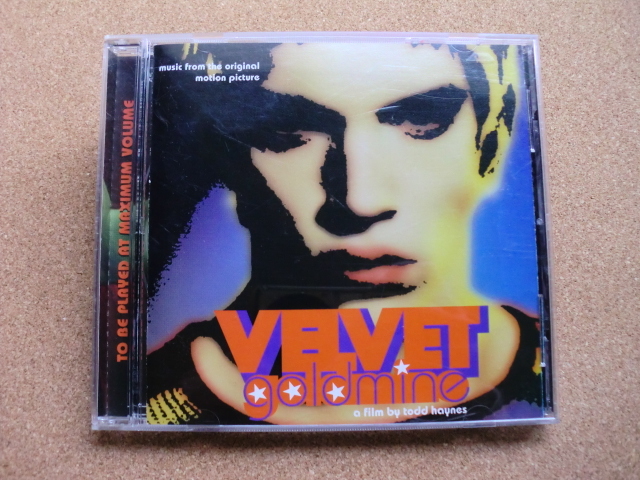 TO BE PLAYED AT MAXIMUM VOLUME
music from the original
motion picture
VELVET
goldmine
a film by todd haynes